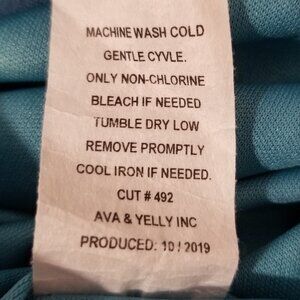 MACHINE WASH COLD
GENTLE CYVLE.
ONLY NON-CHLORINE
BLEACH IF NEEDED
TUMBLE DRY LOW
REMOVE PROMPTLY
COOL IRON IF NEEDED.
CUT # 492
AVA & YELLY INC
PRODUCED: 10 / 2019